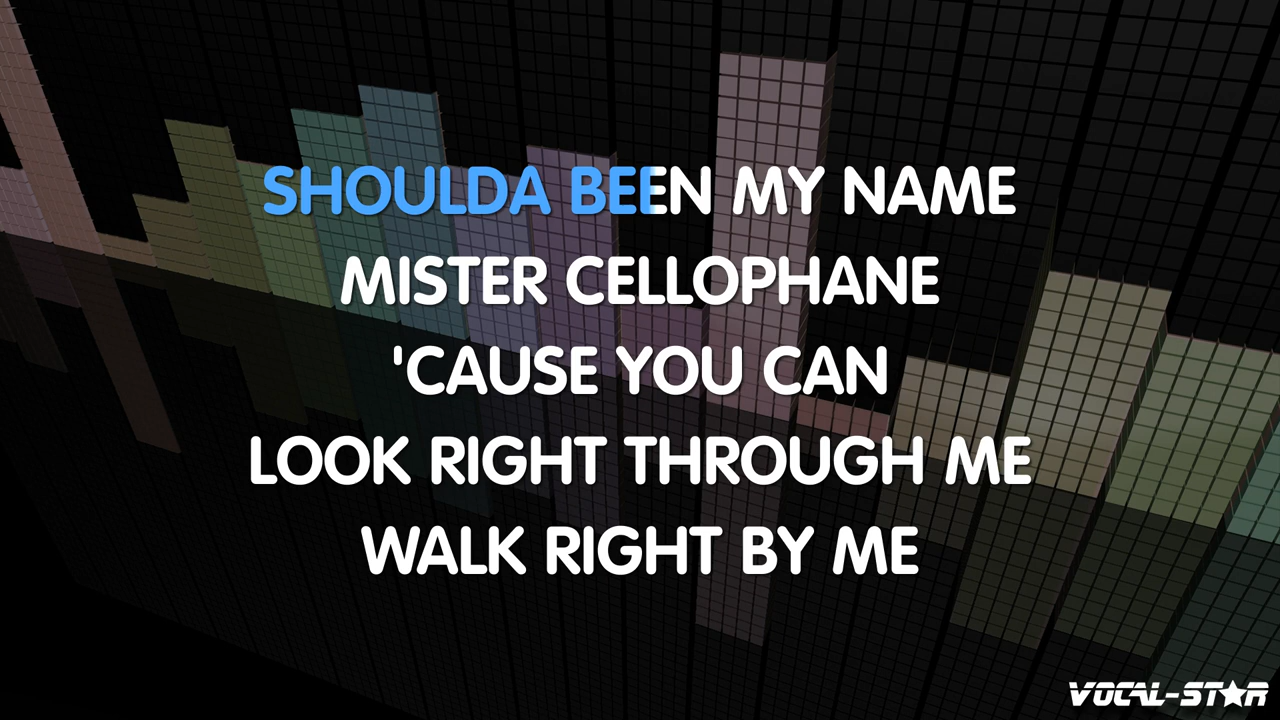 SHOULDA BEEN MY NAME
MISTER CELLOPHANE
'CAUSE YOU CAN
LOOK RIGHT THROUGH ME
WALK RIGHT BY ME
VOCAL-STAR